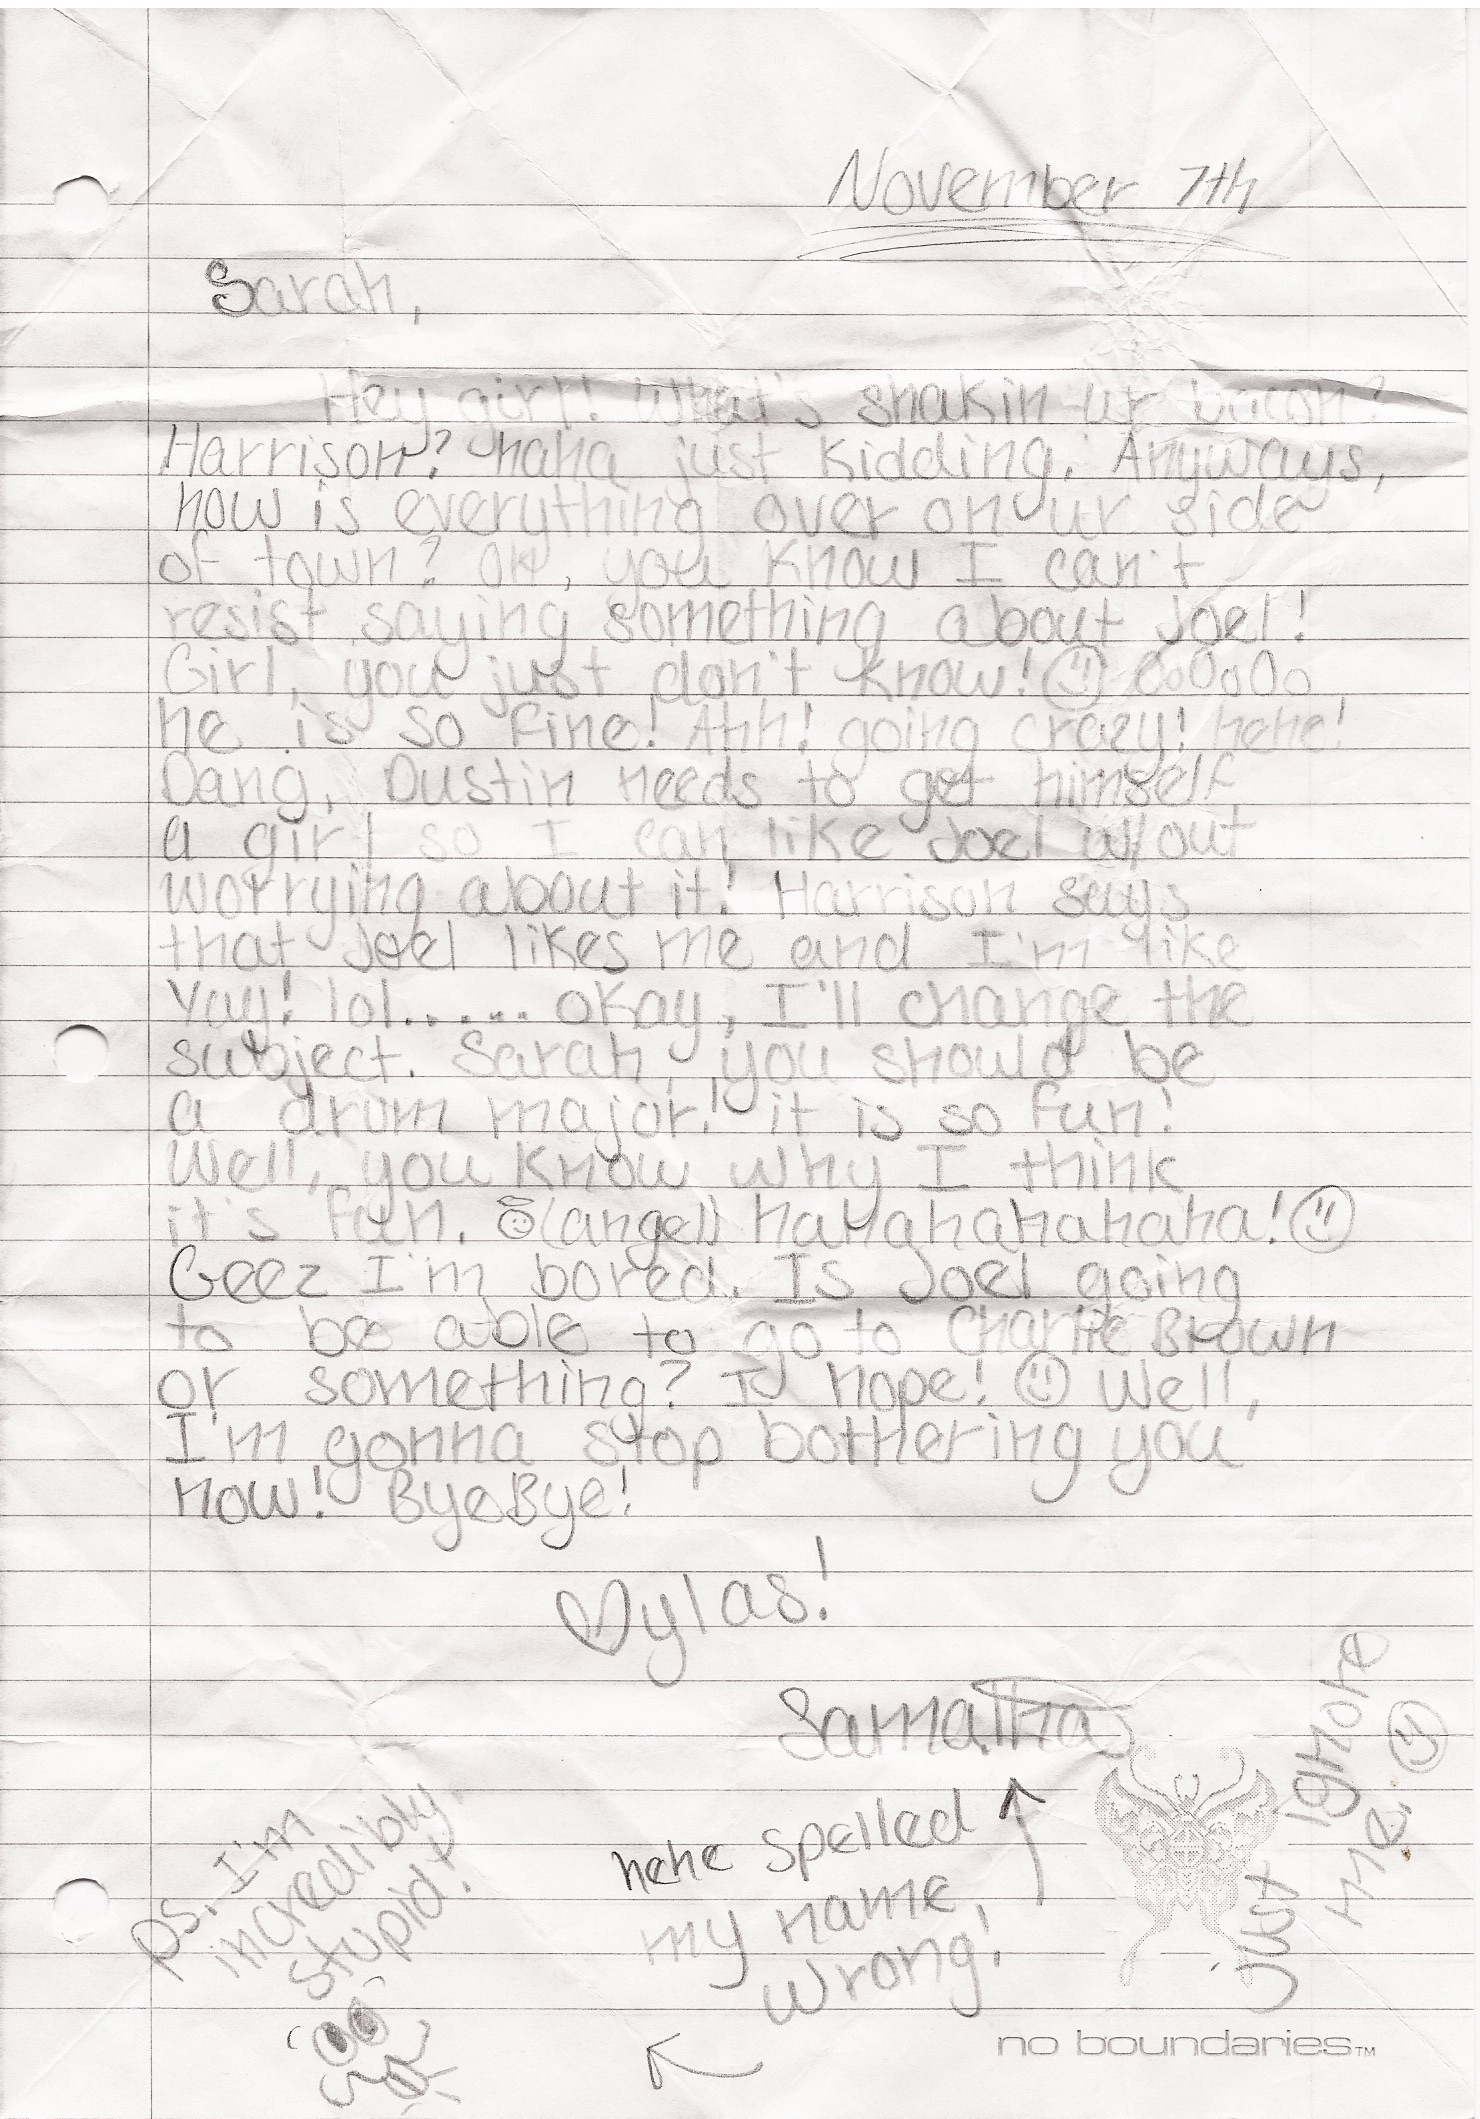 November 7th
Sarah,
Hey girl! What's shakin ur bacon?
Harrison? haha just kidding. Anyways,
how is everything over on ur side
of town? oh, you know I can't
resist saying something about Joel!
Girl, you just don't know! ☺ OoOoOo
he is so fine! Ahh! going crazy! hehe!
Dang, Dustin needs to get himself
a girl so I can like Joel w/out
worrying about it! Harrison says
that Joel likes me and I'm like
Yay! lol...... okay, I'll change the
subject. Sarah, you should be
a drum major! it is so fun!
Well, you know why I think
it's fun. (angel) hahahahahaha! ☺
Geez I'm bored. Is Joel going
to be able to go to Charlie Brown
or something? I hope! ☺ Well,
I'm gonna stop bothering you
now! ByeBye!
♡ylas!
Samatha
hehe spelled
my name
wrong!
ps. I'm
incredibly
stupid!
Just Ignore
me. ☺
no boundaries™